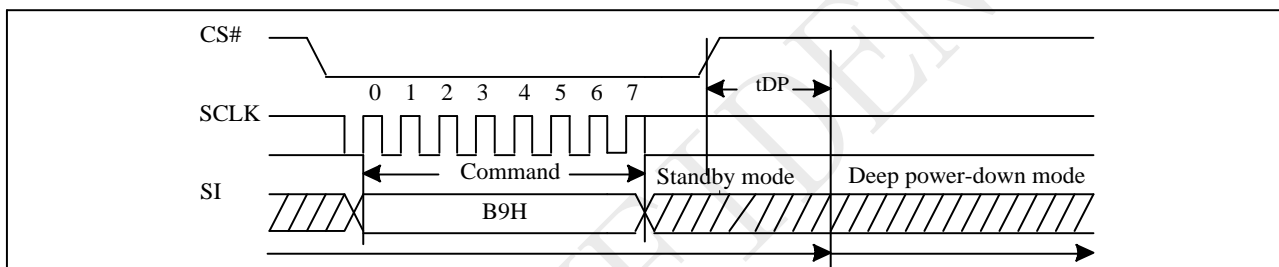 CS#
tDP
0 1 2 3 4 5 6 7
SCLK
Command
Standby mode
Deep power-down mode
SI
B9H